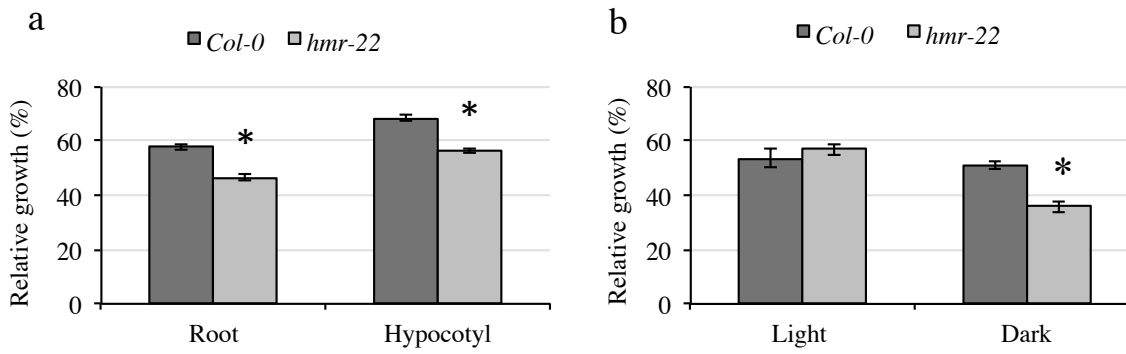 a
Col-0 hmr-22
Relative growth (%)
80
60
40
20
0
*
*
Root Hypocotyl
b
Col-0 hmr-22
Relative growth (%)
80
60
40
20
0
*
Light Dark